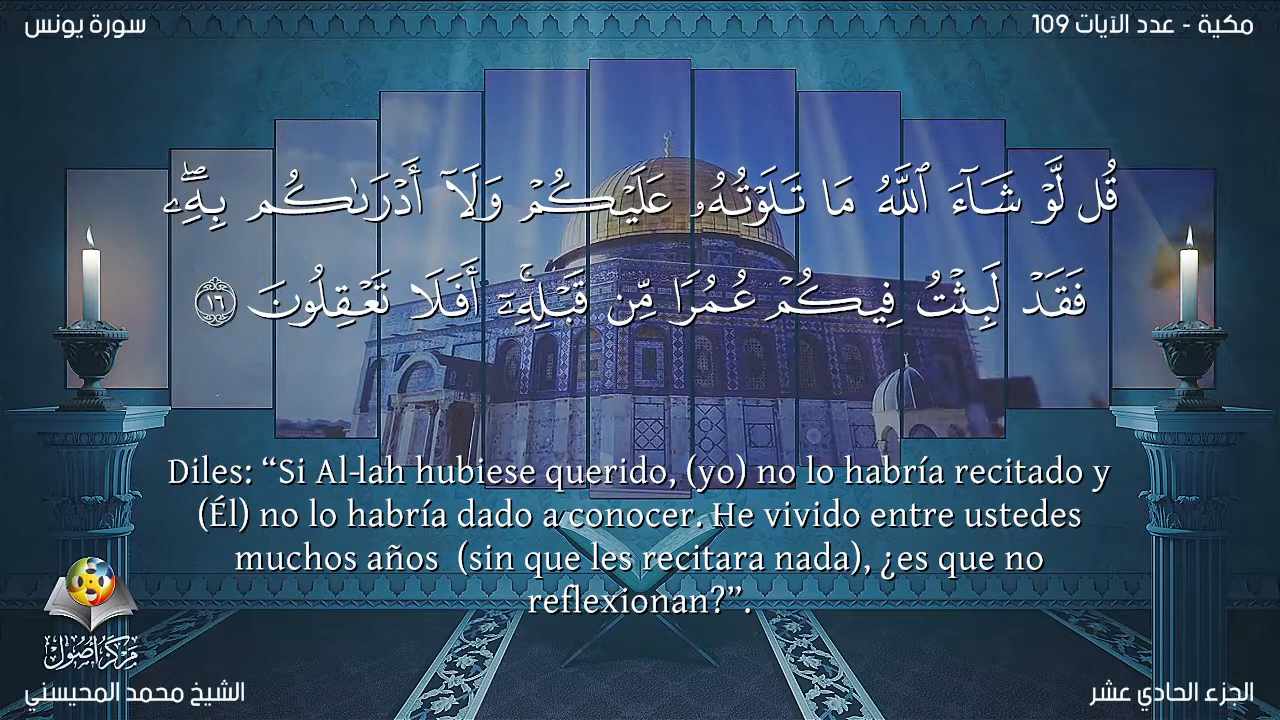 سورة يونس
مكية - عدد الآيات 109
قُل لَّوْ شَآءَ ٱللَّهُ مَا تَلَوْتُهُۥ عَلَيْكُمْ وَلَآ أَدْرَىٰكُم بِهِۦۖ
فَقَدْ لَبِثْتُ فِيكُمْ عُمُرًا مِّن قَبْلِهِۦٓۚ أَفَلَا تَعْقِلُونَ ١٦
Diles: “Si Al-lah hubiese querido, (yo) no lo habría recitado y
(Él) no lo habría dado a conocer. He vivido entre ustedes
muchos años (sin que les recitara nada), ¿es que no
reflexionan?”.
مركز أصول
الشيخ محمد المحيسني
الجزء الحادي عشر